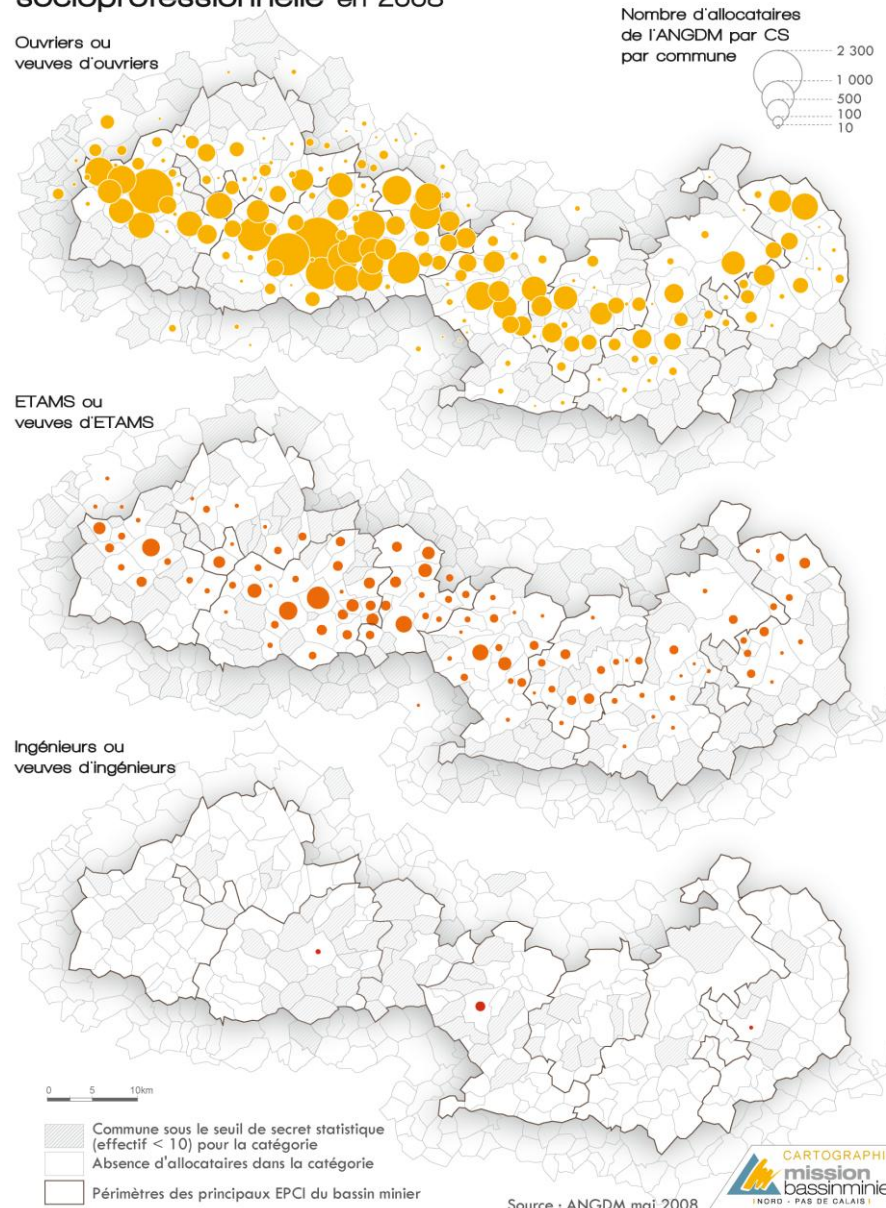 socioprofessionnelle en 2008
Nombre d'allocataires
de l'ANGDM par CS
par commune
2 300
1 000
500
100
10
Ouvriers ou
veuves d'ouvriers
ETAMS ou
veuves d'ETAMS
Ingénieurs ou
veuves d'ingénieurs
0 5 10km
Commune sous le seuil de secret statistique
(effectif < 10) pour la catégorie
Absence d'allocataires dans la catégorie
Périmètres des principaux EPCI du bassin minier
Source : ANGDM mai 2008
CARTOGRAPHI
mission
bassinminie
NORD - PAS DE CALAIS